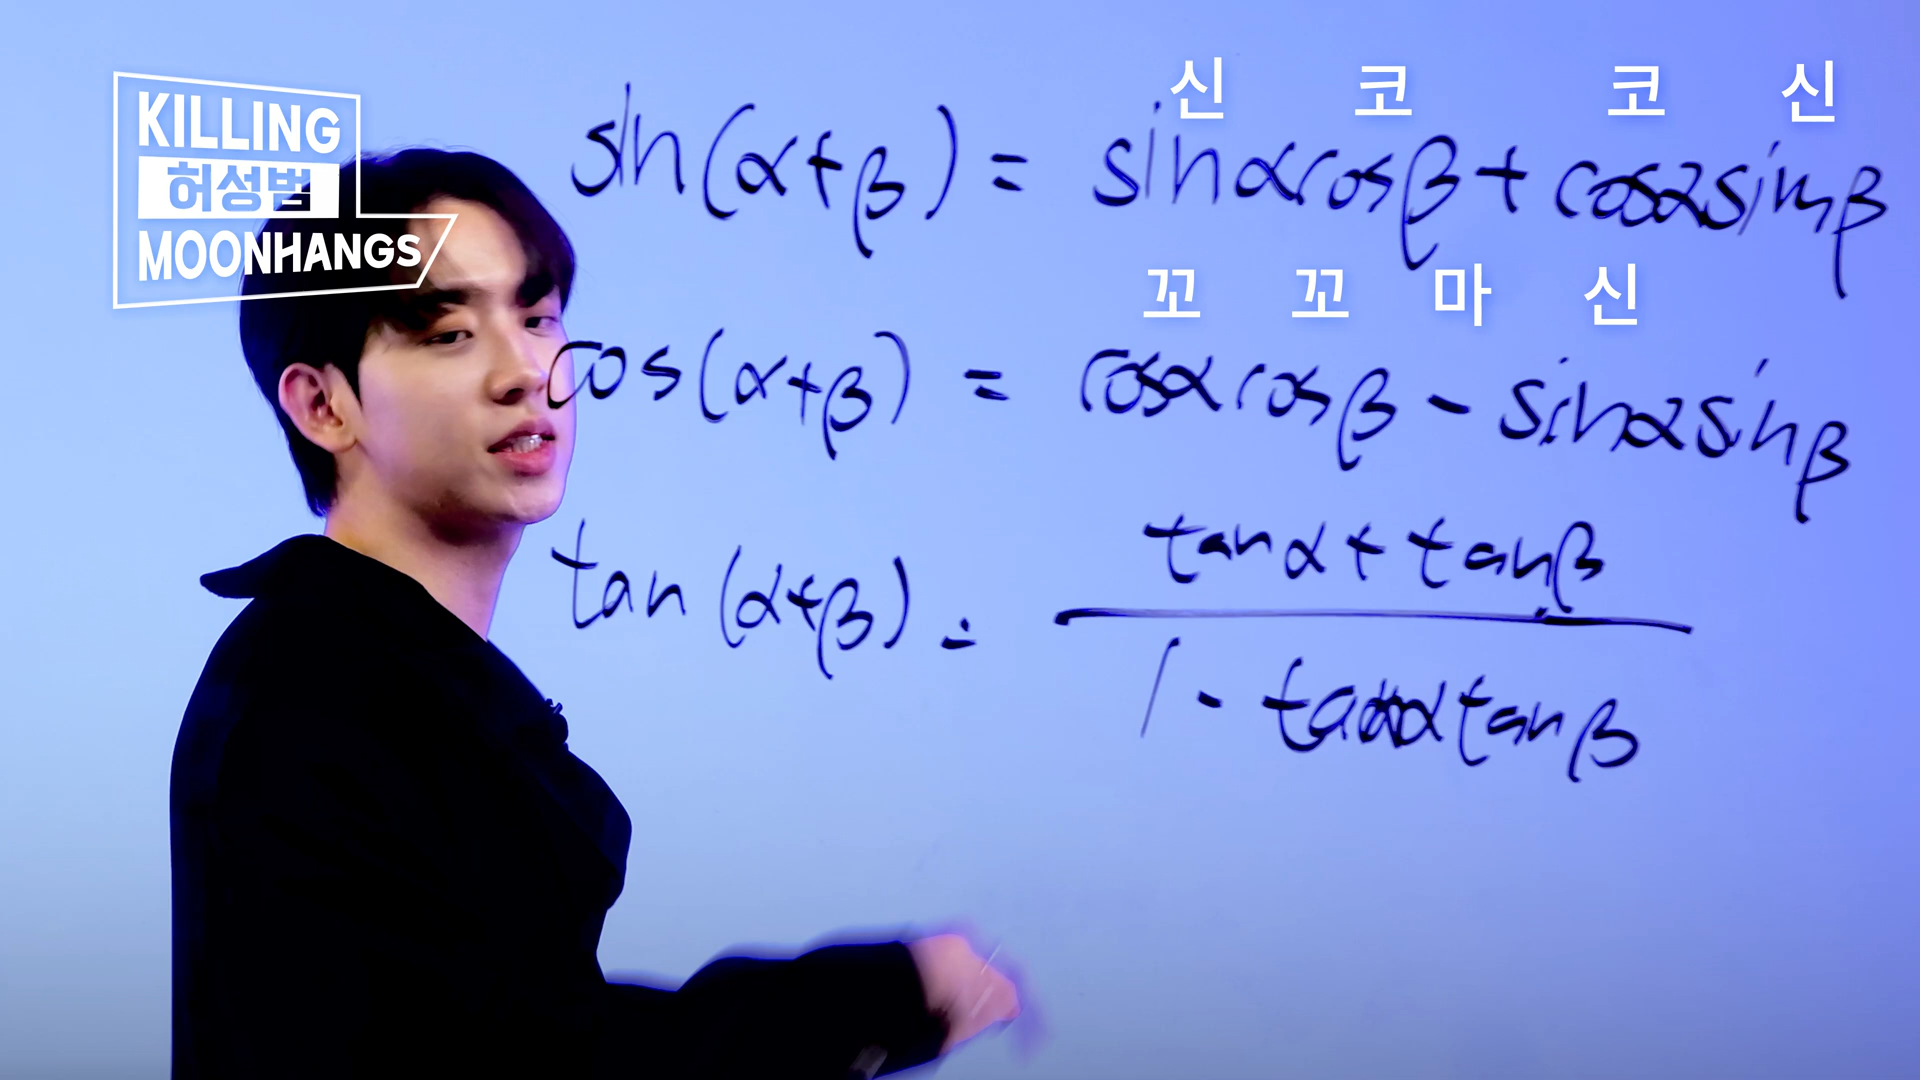 KILLING
허성범
MOONHANGS
신 코 코 신
sin(α+β) = sinαcosβ + cosαsinβ
꼬 꼬 마 신
cos(α+β) = cosαcosβ - sinαsinβ
tan(α+β) =
tanα + tanβ
1 - tanαtanβ